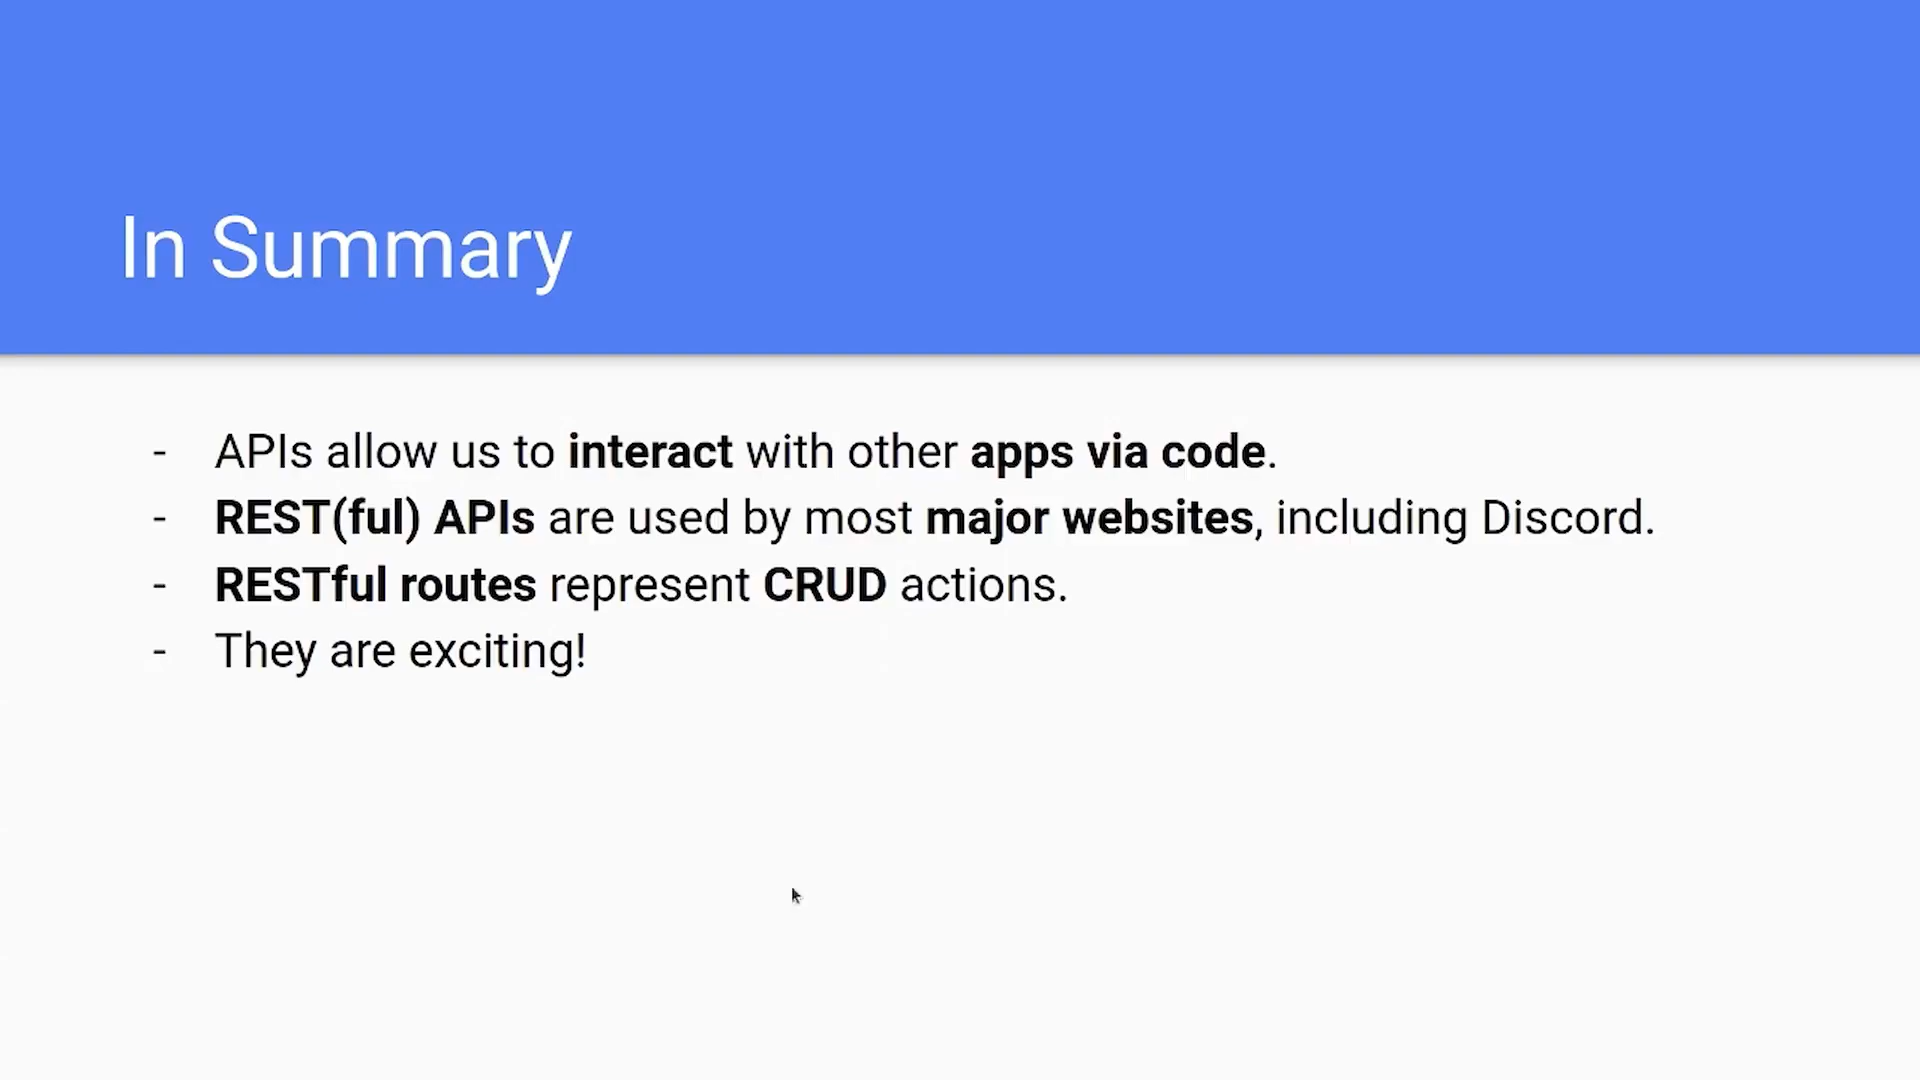 In Summary
- APIs allow us to interact with other apps via code.
- REST(ful) APIs are used by most major websites, including Discord.
- RESTful routes represent CRUD actions.
- They are exciting!